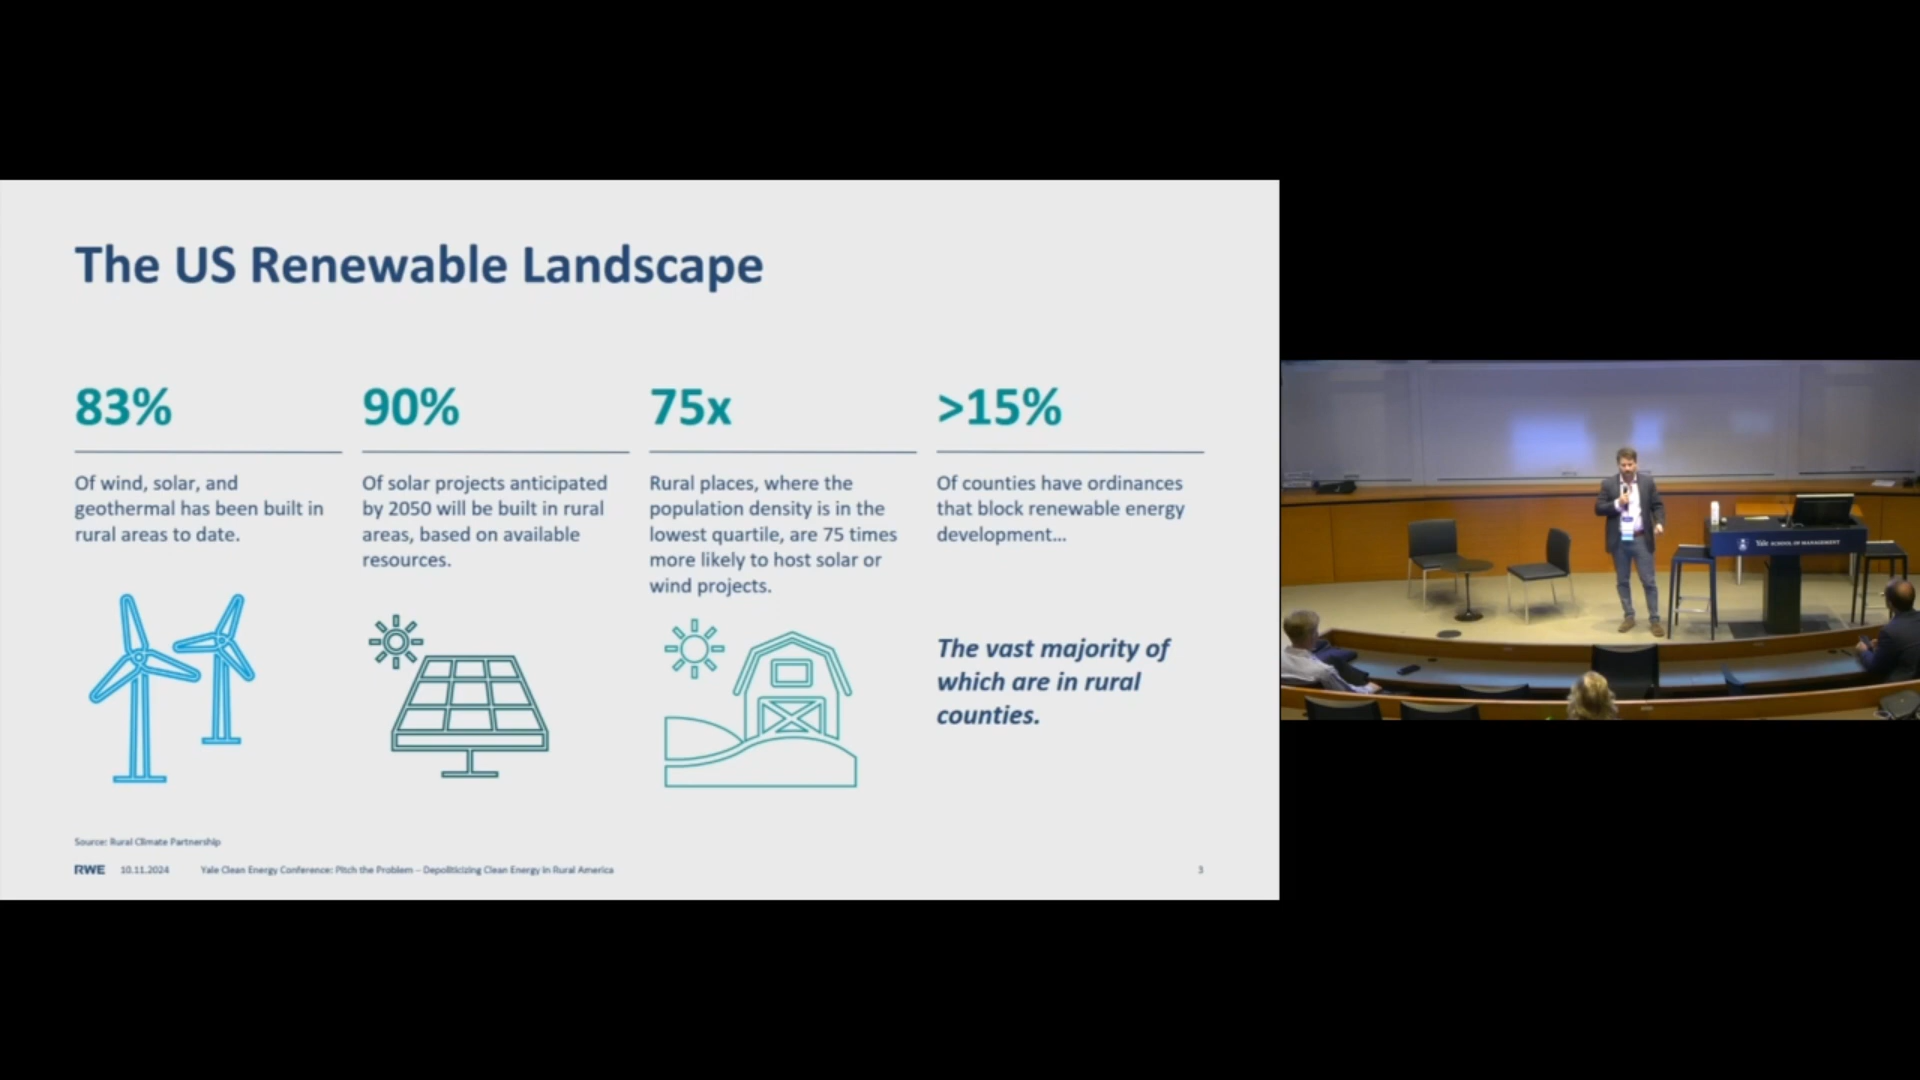 The US Renewable Landscape
83%
Of wind, solar, and
geothermal has been built in
rural areas to date.
90%
Of solar projects anticipated
by 2050 will be built in rural
areas, based on available
resources.
75x
Rural places, where the
population density is in the
lowest quartile, are 75 times
more likely to host solar or
wind projects.
>15%
Of counties have ordinances
that block renewable energy
development...
The vast majority of
which are in rural
counties.
Source: Rural Climate Partnership
RWE 10.11.2024 Yale Clean Energy Conference: Pitch the Problem – Depoliticizing Clean Energy in Rural America 3
Yale SCHOOL OF MANAGEMENT